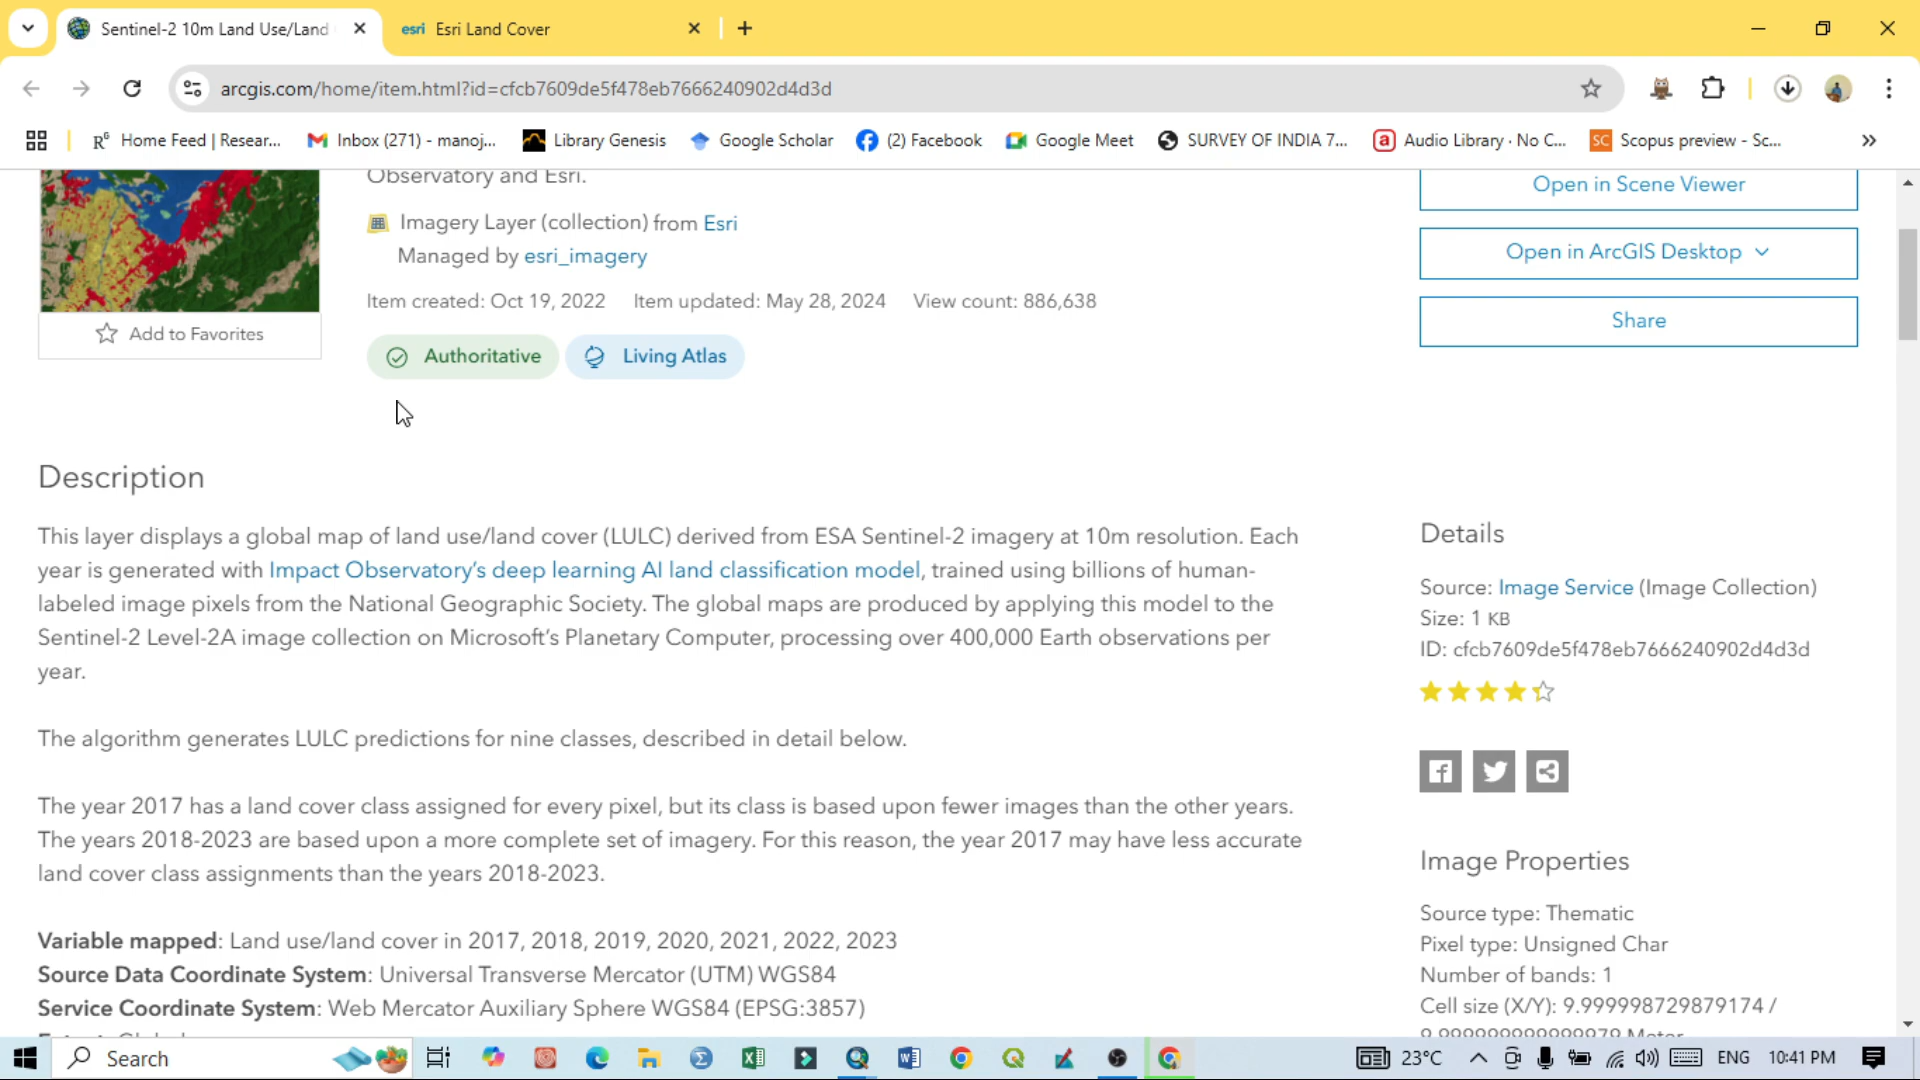 Sentinel-2 10m Land Use/Land
esri Esri Land Cover
arcgis.com/home/item.html?id=cfcb7609de5f478eb7666240902d4d3d
RG Home Feed | Resear...
Inbox (271) - manoj...
Library Genesis
Google Scholar
(2) Facebook
Google Meet
SURVEY OF INDIA 7...
a Audio Library · No C...
SC Scopus preview - Sc...
Observatory and Esri.
Imagery Layer (collection) from Esri
Managed by esri_imagery
Item created: Oct 19, 2022 Item updated: May 28, 2024 View count: 886,638
Add to Favorites
Authoritative
Living Atlas
Open in Scene Viewer
Open in ArcGIS Desktop
Share
Description
This layer displays a global map of land use/land cover (LULC) derived from ESA Sentinel-2 imagery at 10m resolution. Each
year is generated with Impact Observatory's deep learning AI land classification model, trained using billions of human-
labeled image pixels from the National Geographic Society. The global maps are produced by applying this model to the
Sentinel-2 Level-2A image collection on Microsoft's Planetary Computer, processing over 400,000 Earth observations per
year.
The algorithm generates LULC predictions for nine classes, described in detail below.
The year 2017 has a land cover class assigned for every pixel, but its class is based upon fewer images than the other years.
The years 2018-2023 are based upon a more complete set of imagery. For this reason, the year 2017 may have less accurate
land cover class assignments than the years 2018-2023.
Variable mapped: Land use/land cover in 2017, 2018, 2019, 2020, 2021, 2022, 2023
Source Data Coordinate System: Universal Transverse Mercator (UTM) WGS84
Service Coordinate System: Web Mercator Auxiliary Sphere WGS84 (EPSG:3857)
Details
Source: Image Service (Image Collection)
Size: 1 KB
ID: cfcb7609de5f478eb7666240902d4d3d
Image Properties
Source type: Thematic
Pixel type: Unsigned Char
Number of bands: 1
Cell size (X/Y): 9.999998729879174 /
Search
23°C
ENG
10:41 PM